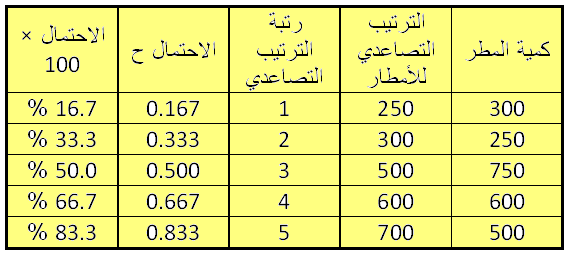 كمية المطر | الترتيب التصاعدي للأمطار | رتبة الترتيب التصاعدي | الاحتمال ح | الاحتمال × 100
300 | 250 | 1 | 0.167 | 16.7 %
250 | 300 | 2 | 0.333 | 33.3 %
750 | 500 | 3 | 0.500 | 50.0 %
600 | 600 | 4 | 0.667 | 66.7 %
500 | 700 | 5 | 0.833 | 83.3 %